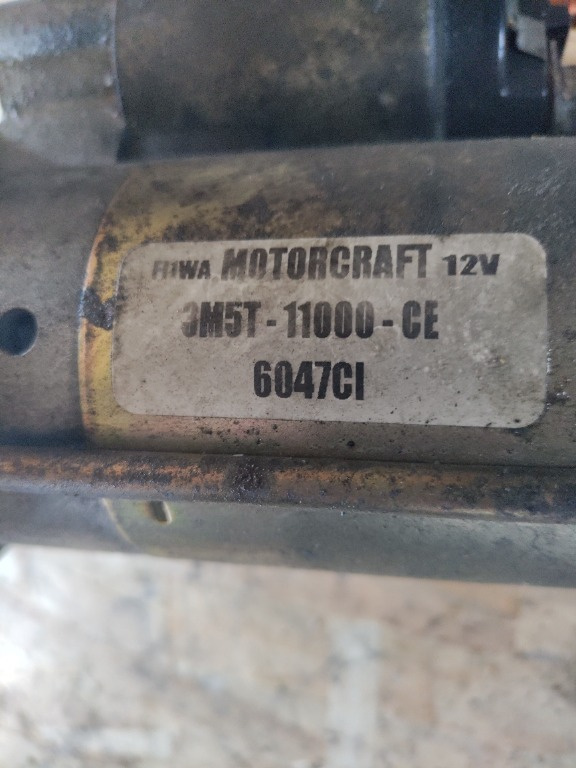 MOTORCRAFT 12V
3M5T-11000-CE
6047CI